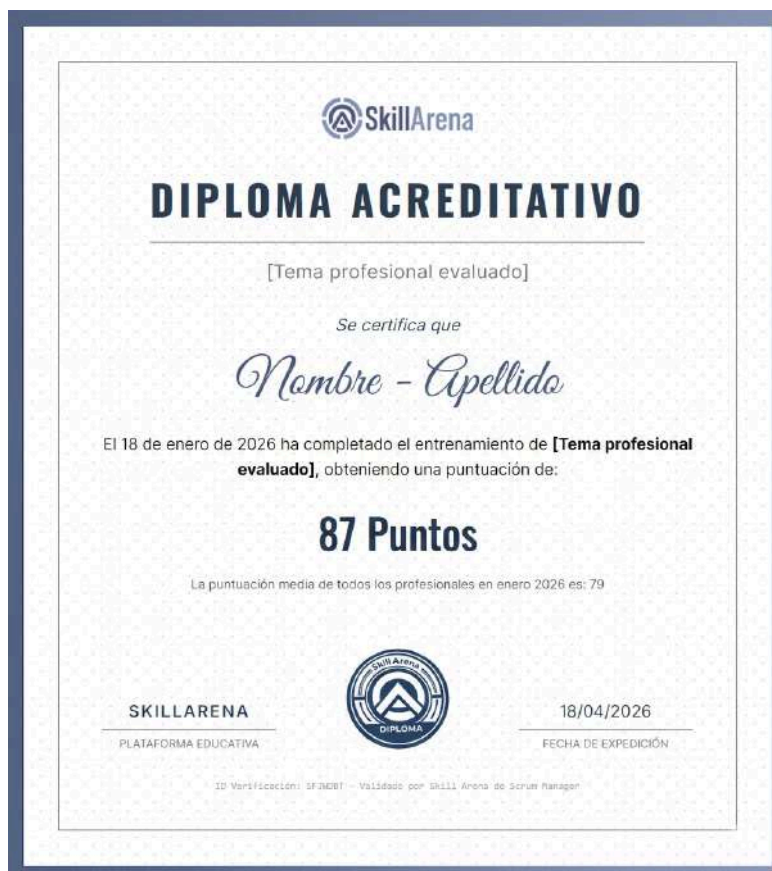 SkillArena
DIPLOMA ACREDITATIVO
[Tema profesional evaluado]
Se certifica que
Nombre - Apellido
El 18 de enero de 2026 ha completado el entrenamiento de [Tema profesional
evaluado], obteniendo una puntuación de:
87 Puntos
La puntuación media de todos los profesionales en enero 2026 es: 79
Skill Arena
DIPLOMA
SKILLARENA
PLATAFORMA EDUCATIVA
18/04/2026
FECHA DE EXPEDICIÓN
ID Verificación: - Validado por Skill Arena de Scrum Manager